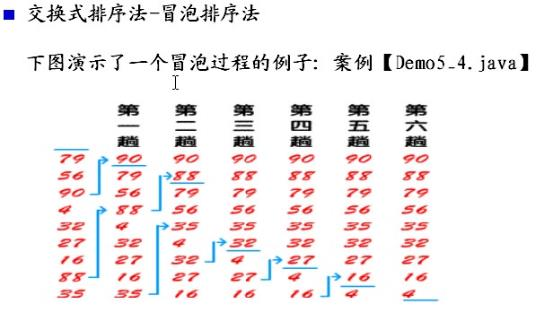 交换式排序法-冒泡排序法
下图演示了一个冒泡过程的例子: 案例【Demo5_4.java】
第一趟 第二趟 第三趟 第四趟 第五趟 第六趟
79 90 90 90 90 90 90
56 79 88 88 88 88 88
90 56 79 79 79 79 79
4 88 56 56 56 56 56
32 4 35 35 35 35 35
27 32 4 32 32 32 32
16 27 32 4 27 27 27
88 16 27 27 4 16 16
35 35 16 16 16 4 4